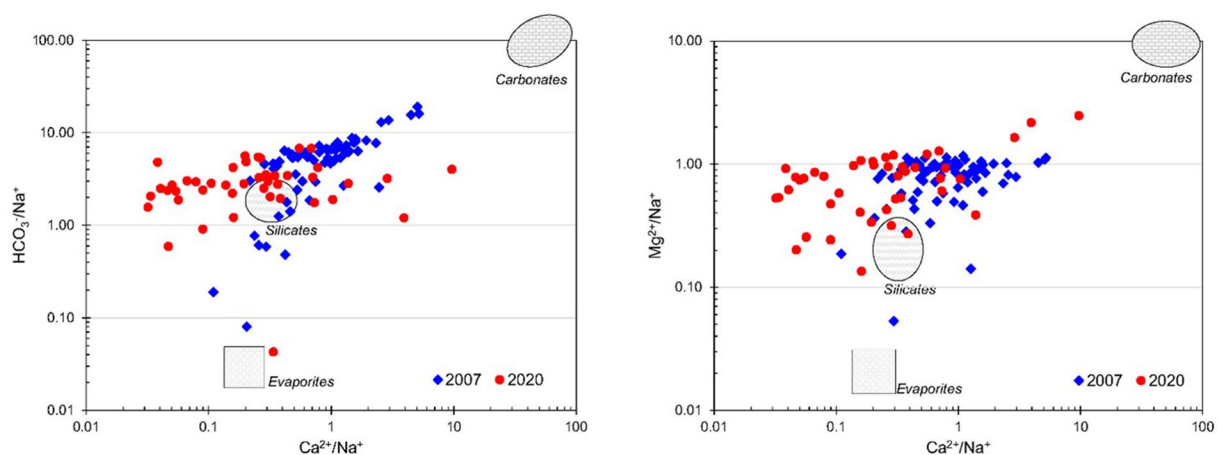 100.00
10.00
1.00
0.10
0.01
HCO₃⁻/Na⁺
Carbonates
Silicates
Evaporites
2007 2020
0.01 0.1 1 10 100
Ca²⁺/Na⁺
10.00
1.00
0.10
0.01
Mg²⁺/Na⁺
Carbonates
Silicates
Evaporites
2007 2020
0.01 0.1 1 10 100
Ca²⁺/Na⁺